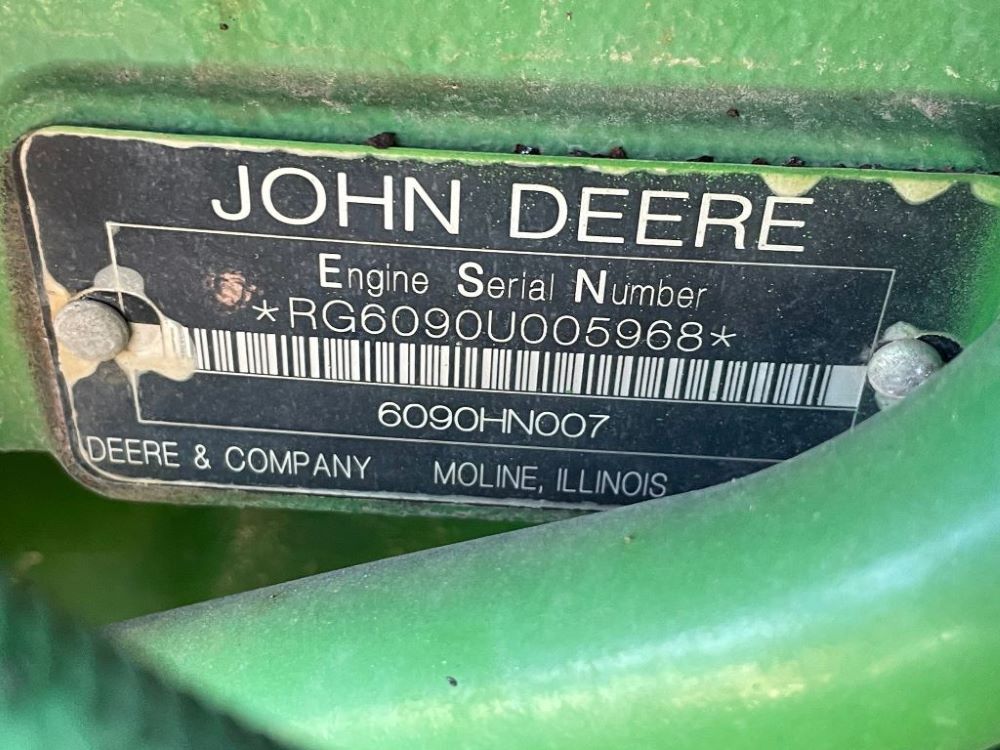 JOHN DEERE
Engine Serial Number
*RG6090U005968*
6090HN007
DEERE & COMPANY MOLINE, ILLINOIS